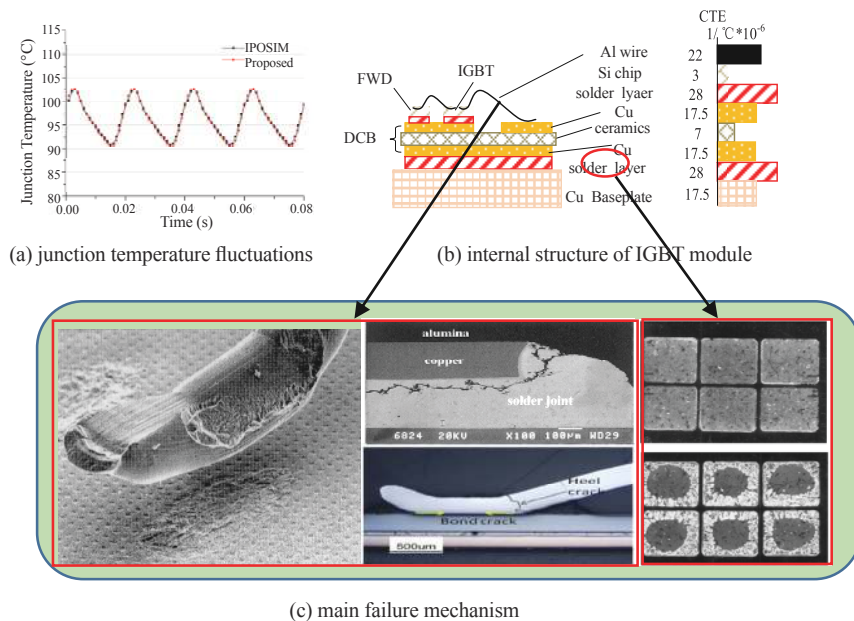 115
110
105
100
95
90
85
80
Junction Temperature (°C)
IPOSIM
Proposed
0.00
0.02
0.04
0.06
0.08
Time (s)
(a) junction temperature fluctuations
FWD
IGBT
DCB
Al wire
Si chip
solder lyaer
Cu
ceramics
Cu
solder layer
Cu Baseplate
CTE
1/ °C*10⁻⁶
22
3
28
17.5
7
17.5
28
17.5
(b) internal structure of IGBT module
alumina
copper
solder joint
6824 20KV X100 100µm WD29
Heel
crack
Bond crack
500um
(c) main failure mechanism